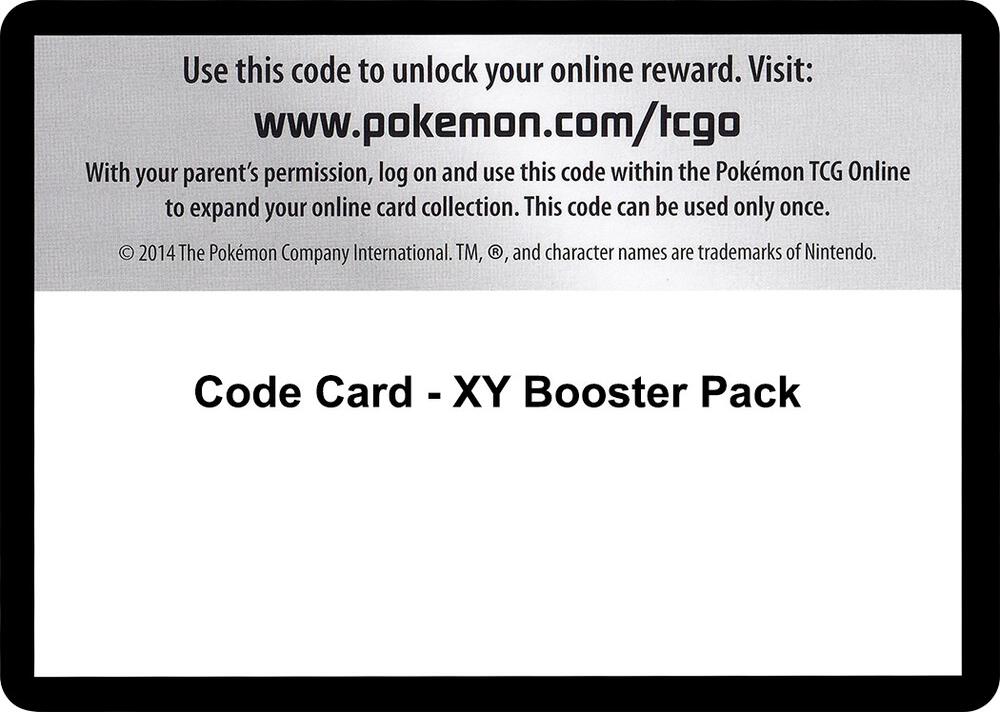 Use this code to unlock your online reward. Visit:
www.pokemon.com/tcgo
With your parent's permission, log on and use this code within the Pokémon TCG Online
to expand your online card collection. This code can be used only once.
© 2014 The Pokémon Company International. TM, ®, and character names are trademarks of Nintendo.
Code Card - XY Booster Pack